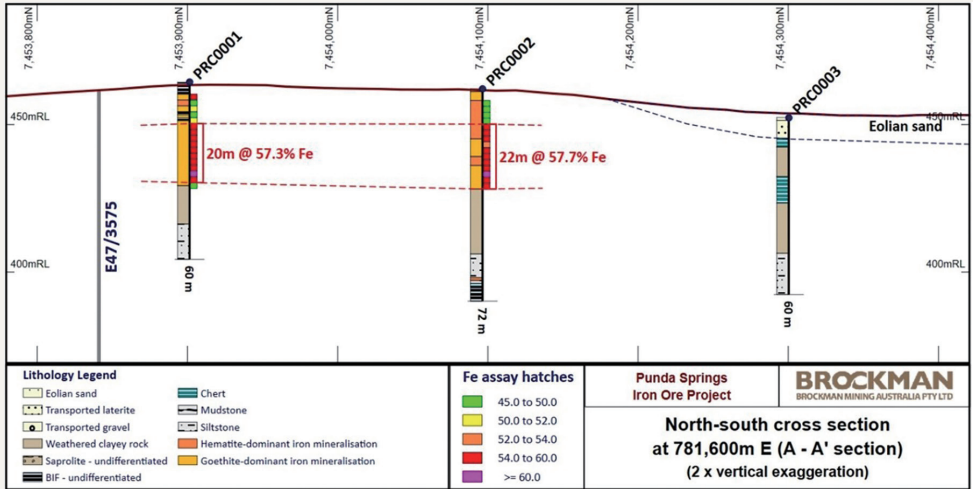 7,453,800mN
7,453,900mN
7,454,000mN
7,454,100mN
7,454,200mN
7,454,300mN
7,454,400mN
PRC0001
PRC0002
PRC0003
450mRL
450mRL
Eolian sand
20m @ 57.3% Fe
22m @ 57.7% Fe
E47/3575
400mRL
400mRL
60 m
72 m
60 m
Lithology Legend
Eolian sand
Transported laterite
Transported gravel
Weathered clayey rock
Saprolite - undifferentiated
BIF - undifferentiated
Chert
Mudstone
Siltstone
Hematite-dominant iron mineralisation
Goethite-dominant iron mineralisation
Fe assay hatches
45.0 to 50.0
50.0 to 52.0
52.0 to 54.0
54.0 to 60.0
>= 60.0
Punda Springs
Iron Ore Project
BROCKMAN
BROCKMAN MINING AUSTRALIA PTY LTD
North-south cross section
at 781,600m E (A - A' section)
(2 x vertical exaggeration)